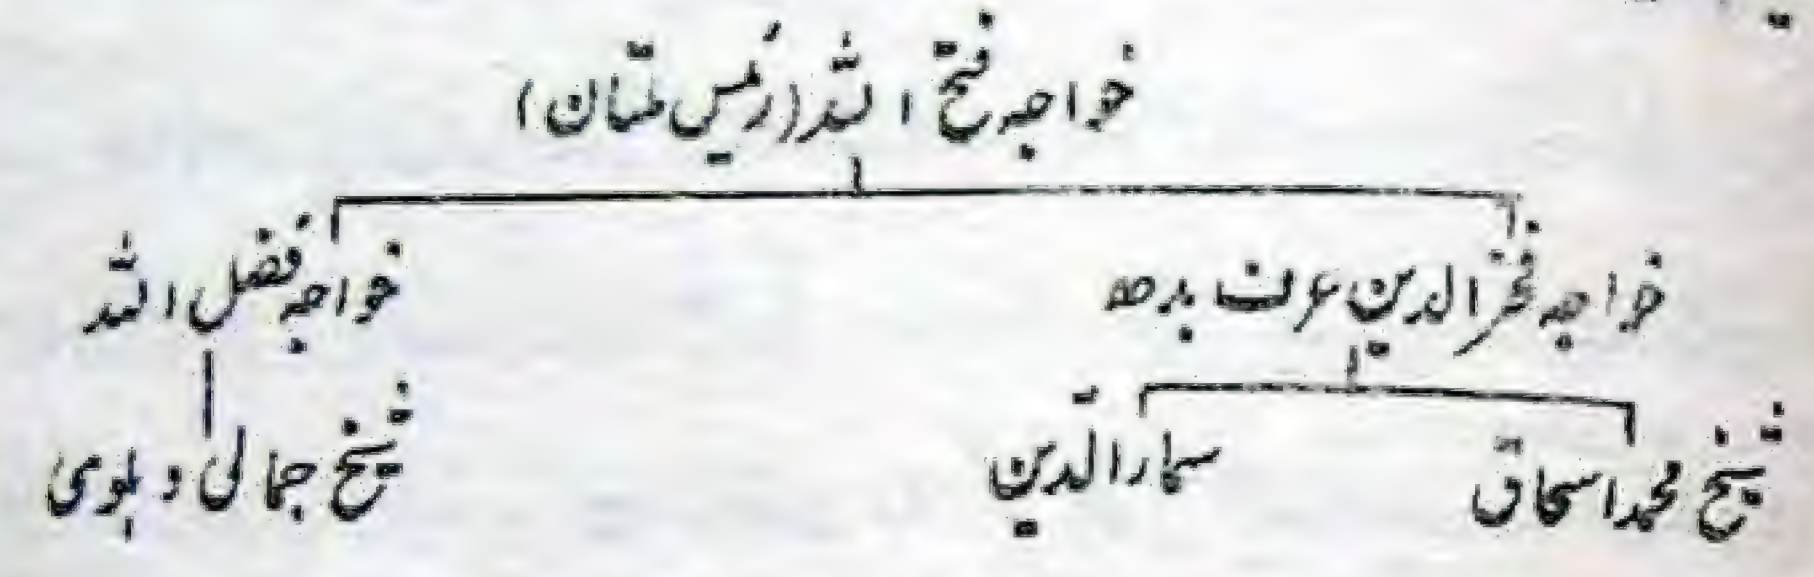 خواجہ فتح اللہ (رئیس ملتان)
خواجہ فخر الدین عرف بدھہ
خواجہ فضل اللہ
شیخ محمد اسحاق
سماء الدین
شیخ جمالی دہلوی